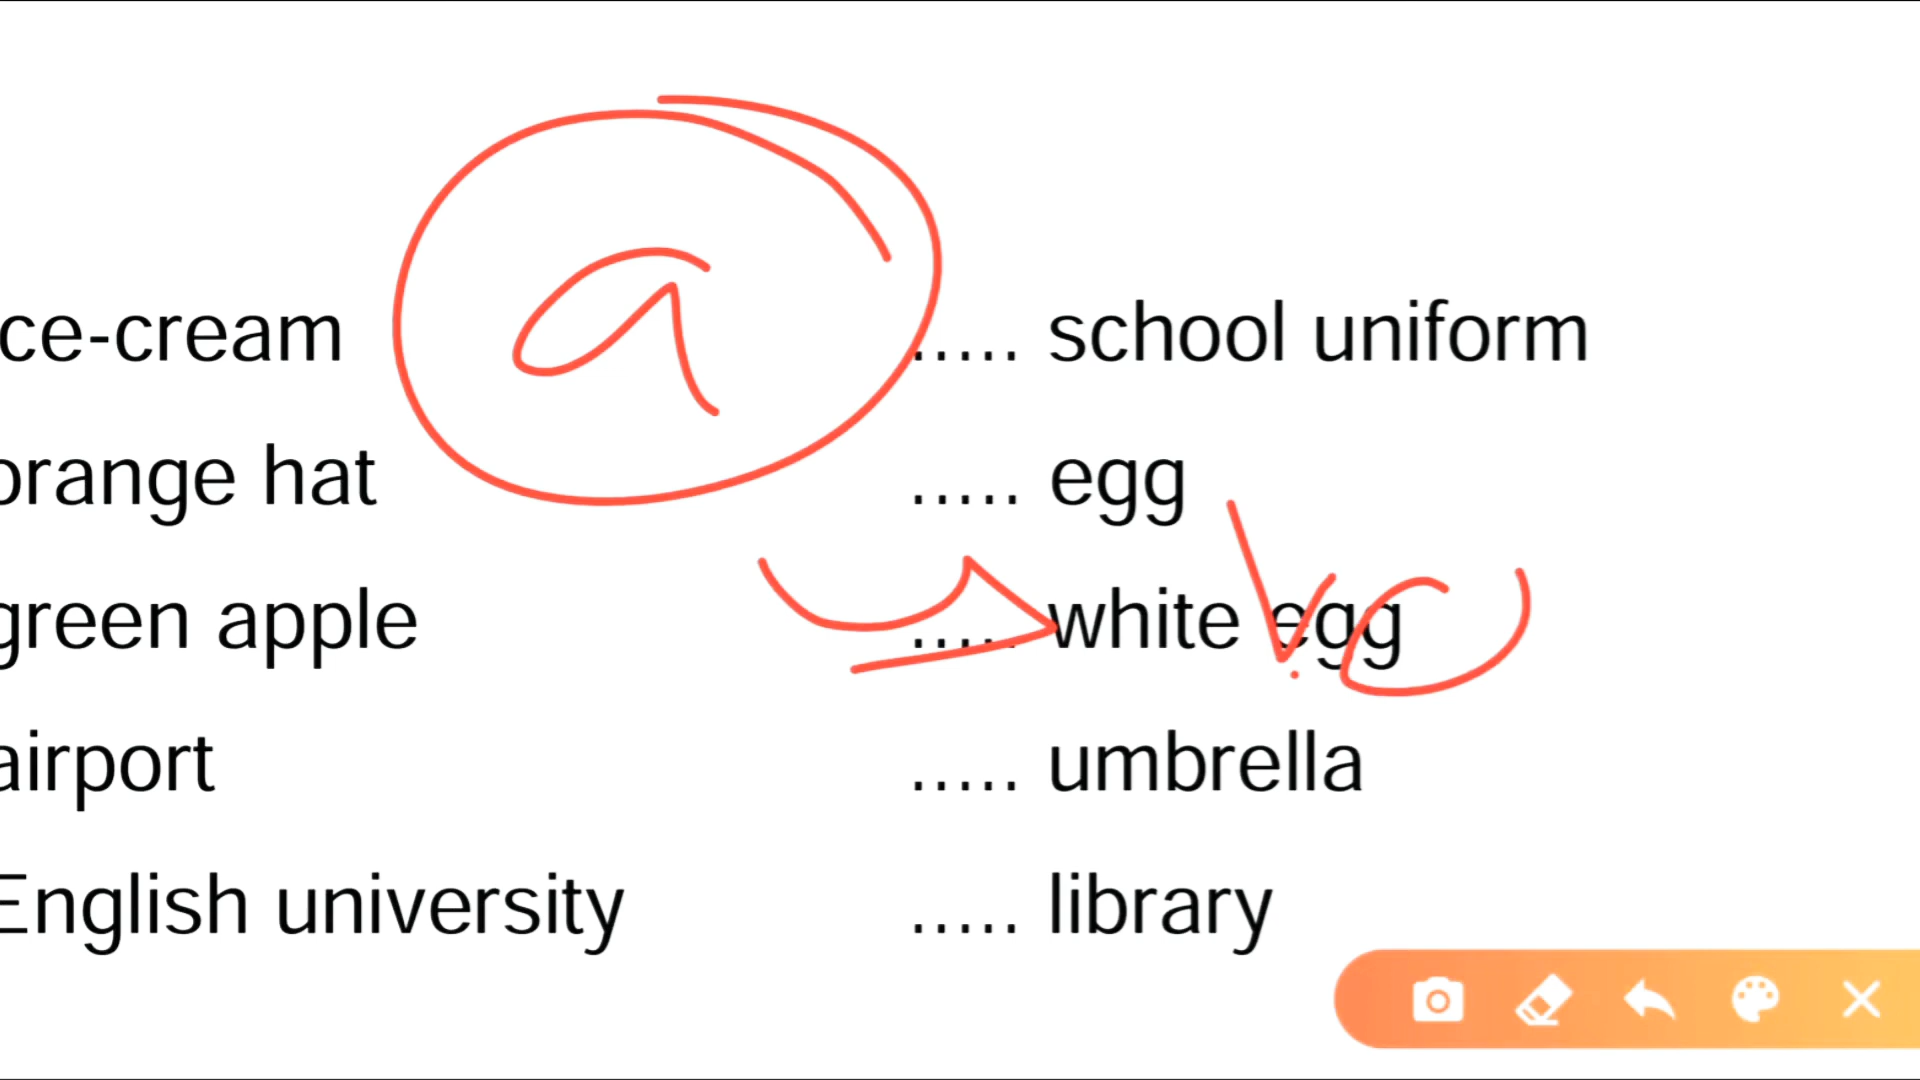 a
ce-cream ..... school uniform
orange hat ..... egg
green apple ..... white egg
airport ..... umbrella
English university ..... library